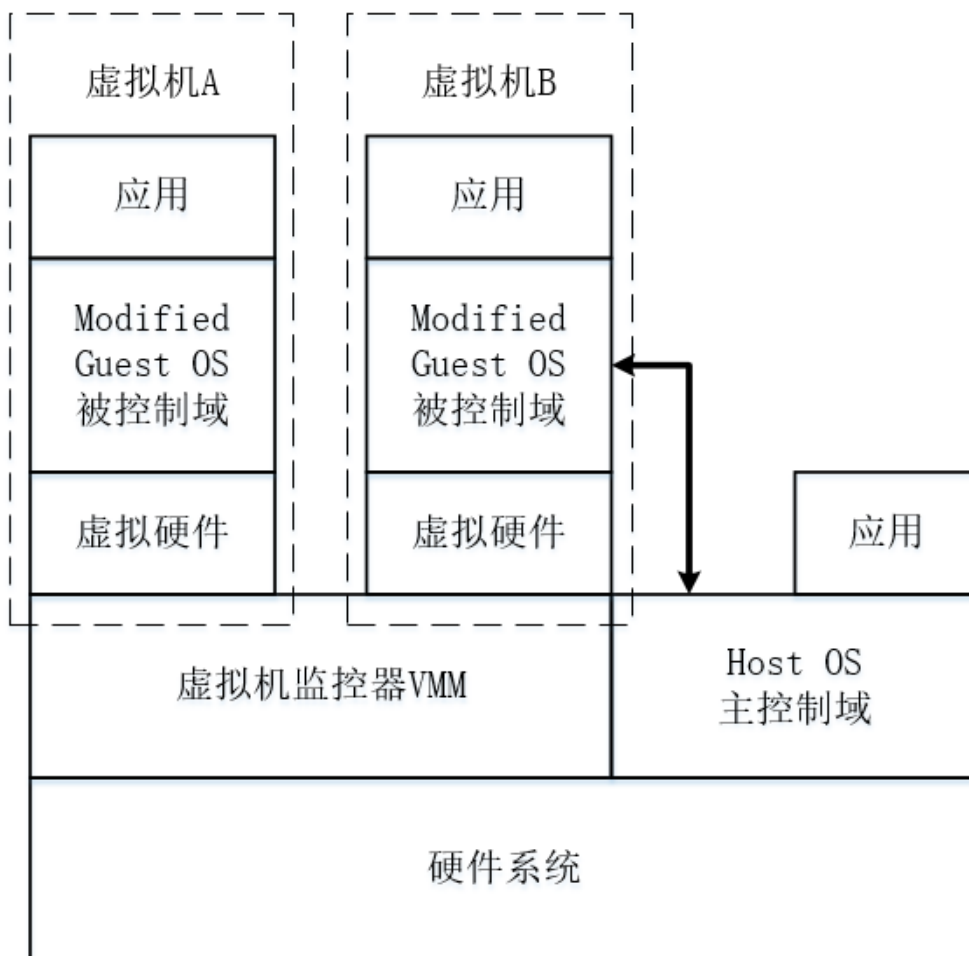 虚拟机A
虚拟机B
应用
应用
Modified
Guest OS
被控制域
Modified
Guest OS
被控制域
虚拟硬件
虚拟硬件
应用
虚拟机监控器VMM
Host OS
主控制域
硬件系统